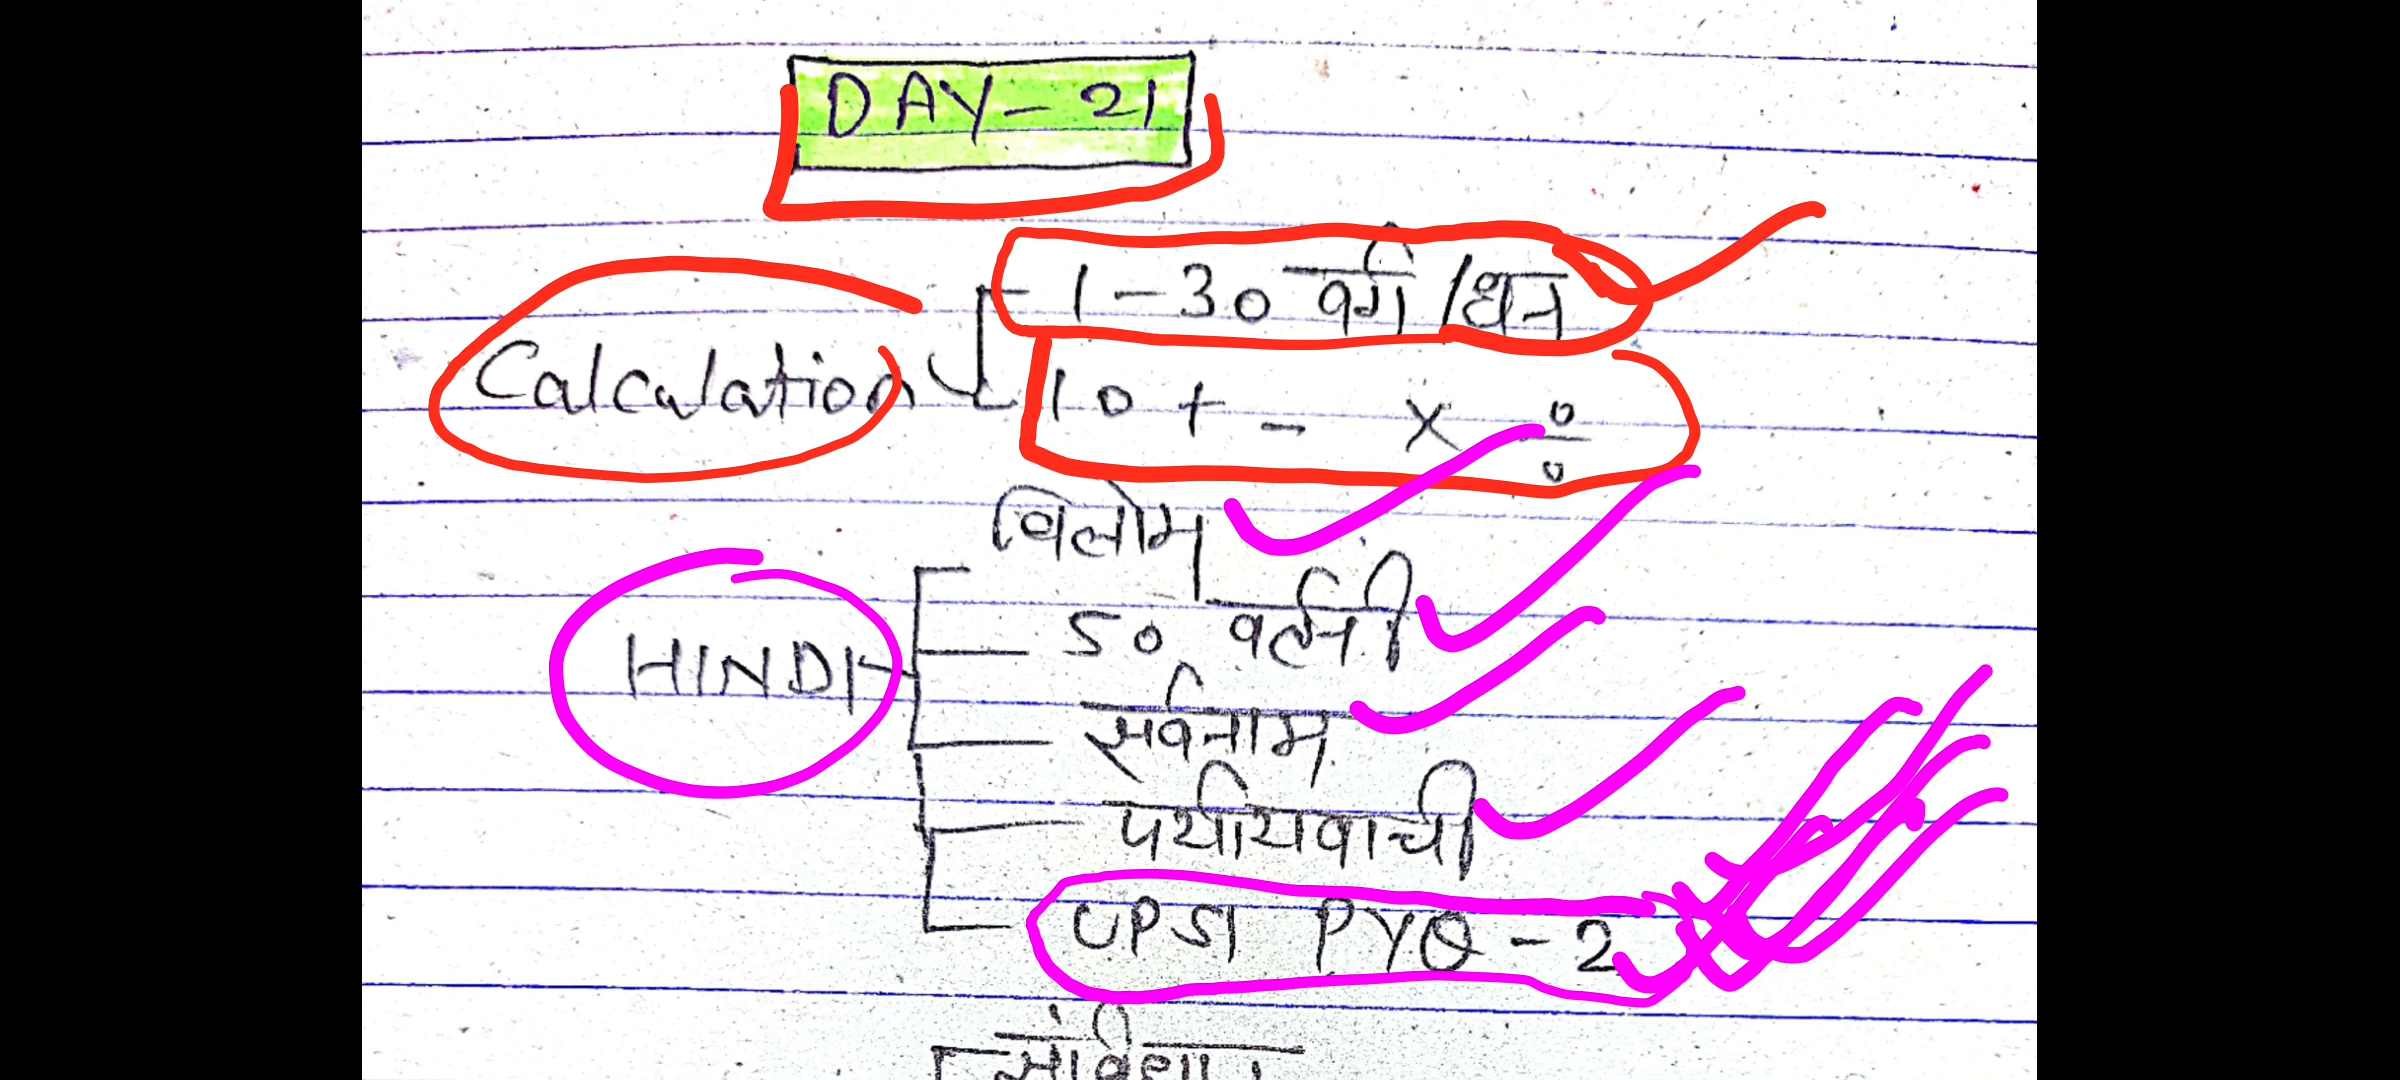 DAY - 21
Calculation
1 - 30 वर्ग / घन
10 + - × ÷
विलोम
HINDI
50 वर्तनी
सर्वनाम
पर्यायवाची
UPSI PYQ - 2